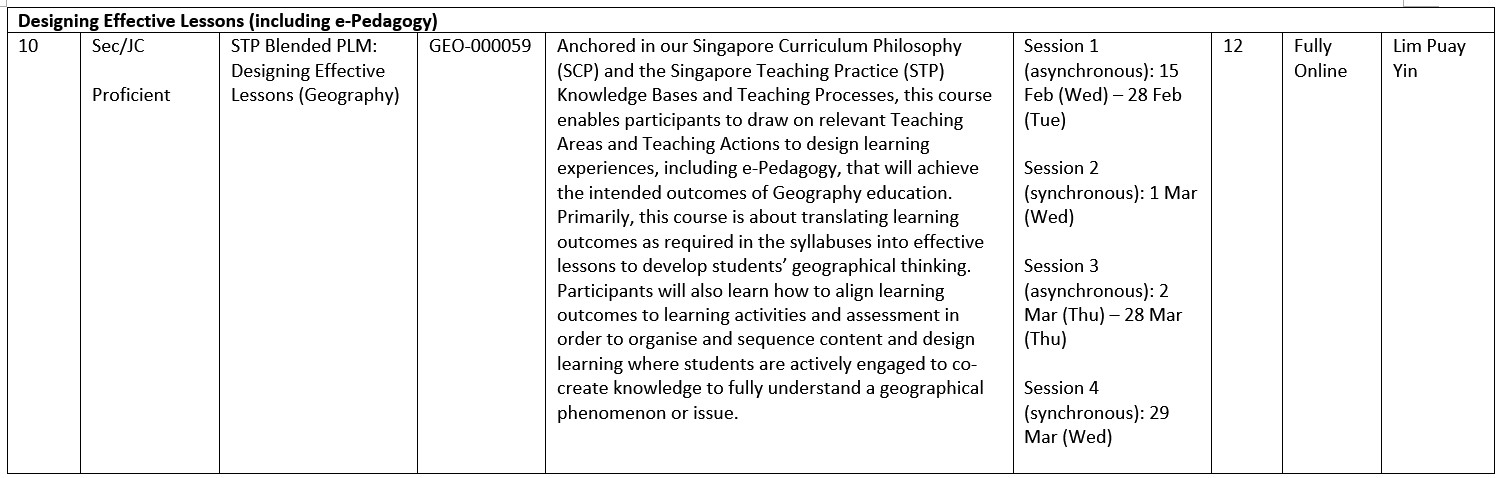 Designing Effective Lessons (including e-Pedagogy)
10
Sec/JC
Proficient
STP Blended PLM:
Designing Effective
Lessons (Geography)
GEO-000059
Anchored in our Singapore Curriculum Philosophy
(SCP) and the Singapore Teaching Practice (STP)
Knowledge Bases and Teaching Processes, this course
enables participants to draw on relevant Teaching
Areas and Teaching Actions to design learning
experiences, including e-Pedagogy, that will achieve
the intended outcomes of Geography education.
Primarily, this course is about translating learning
outcomes as required in the syllabuses into effective
lessons to develop students’ geographical thinking.
Participants will also learn how to align learning
outcomes to learning activities and assessment in
order to organise and sequence content and design
learning where students are actively engaged to co-
create knowledge to fully understand a geographical
phenomenon or issue.
Session 1
(asynchronous): 15
Feb (Wed) – 28 Feb
(Tue)
Session 2
(synchronous): 1 Mar
(Wed)
Session 3
(asynchronous): 2
Mar (Thu) – 28 Mar
(Thu)
Session 4
(synchronous): 29
Mar (Wed)
12
Fully
Online
Lim Puay
Yin